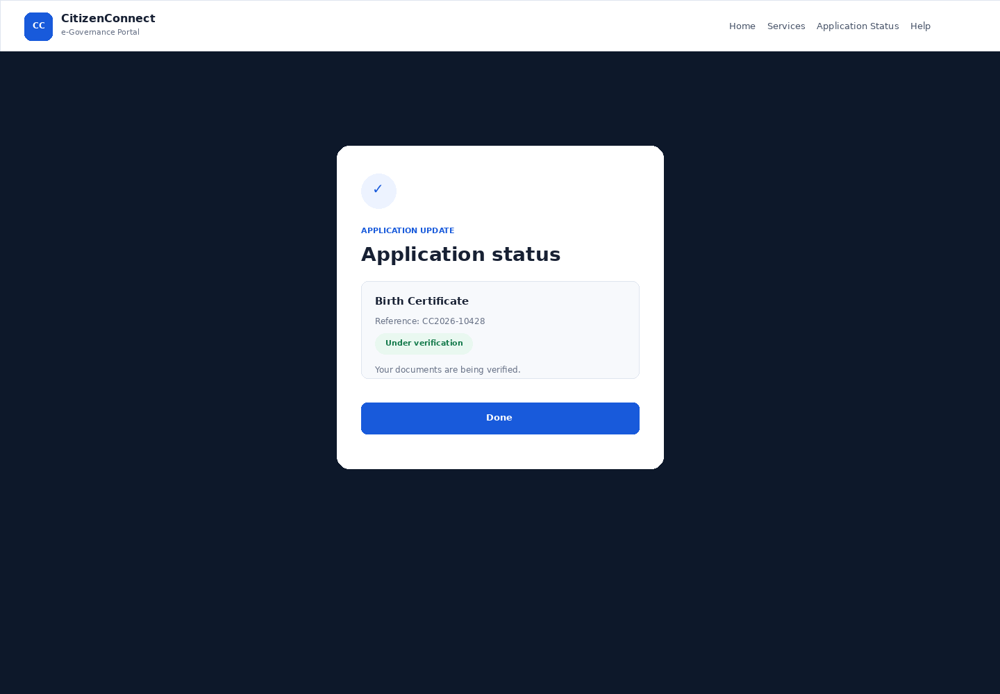 CC
CitizenConnect
e-Governance Portal
Home Services Application Status Help
✓
APPLICATION UPDATE
Application status
Birth Certificate
Reference: CC2026-10428
Under verification
Your documents are being verified.
Done